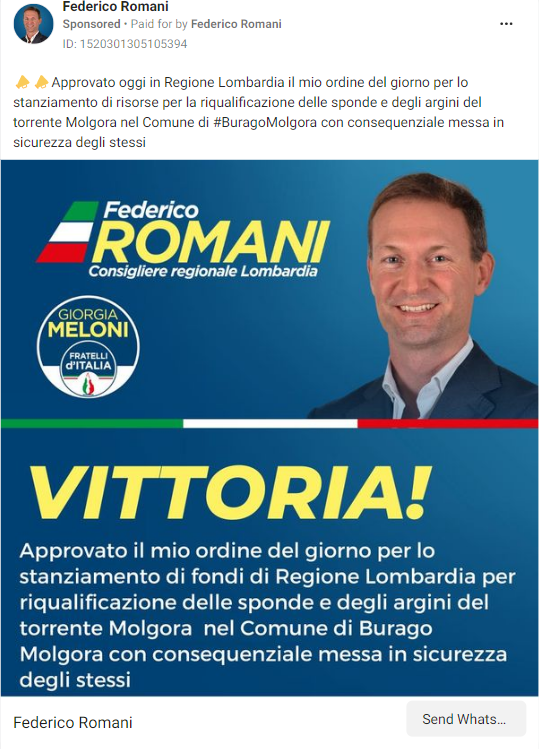 Federico Romani
Sponsored • Paid for by Federico Romani
ID: 1520301305105394
Approvato oggi in Regione Lombardia il mio ordine del giorno per lo
stanziamento di risorse per la riqualificazione delle sponde e degli argini del
torrente Molgora nel Comune di #BuragoMolgora con consequenziale messa in
sicurezza degli stessi
Federico
ROMANI
Consigliere regionale Lombardia
GIORGIA
MELONI
FRATELLI
d'ITALIA
VITTORIA!
Approvato il mio ordine del giorno per lo
stanziamento di fondi di Regione Lombardia per
riqualificazione delle sponde e degli argini del
torrente Molgora nel Comune di Burago
Molgora con consequenziale messa in sicurezza
degli stessi
Federico Romani
Send Whats...